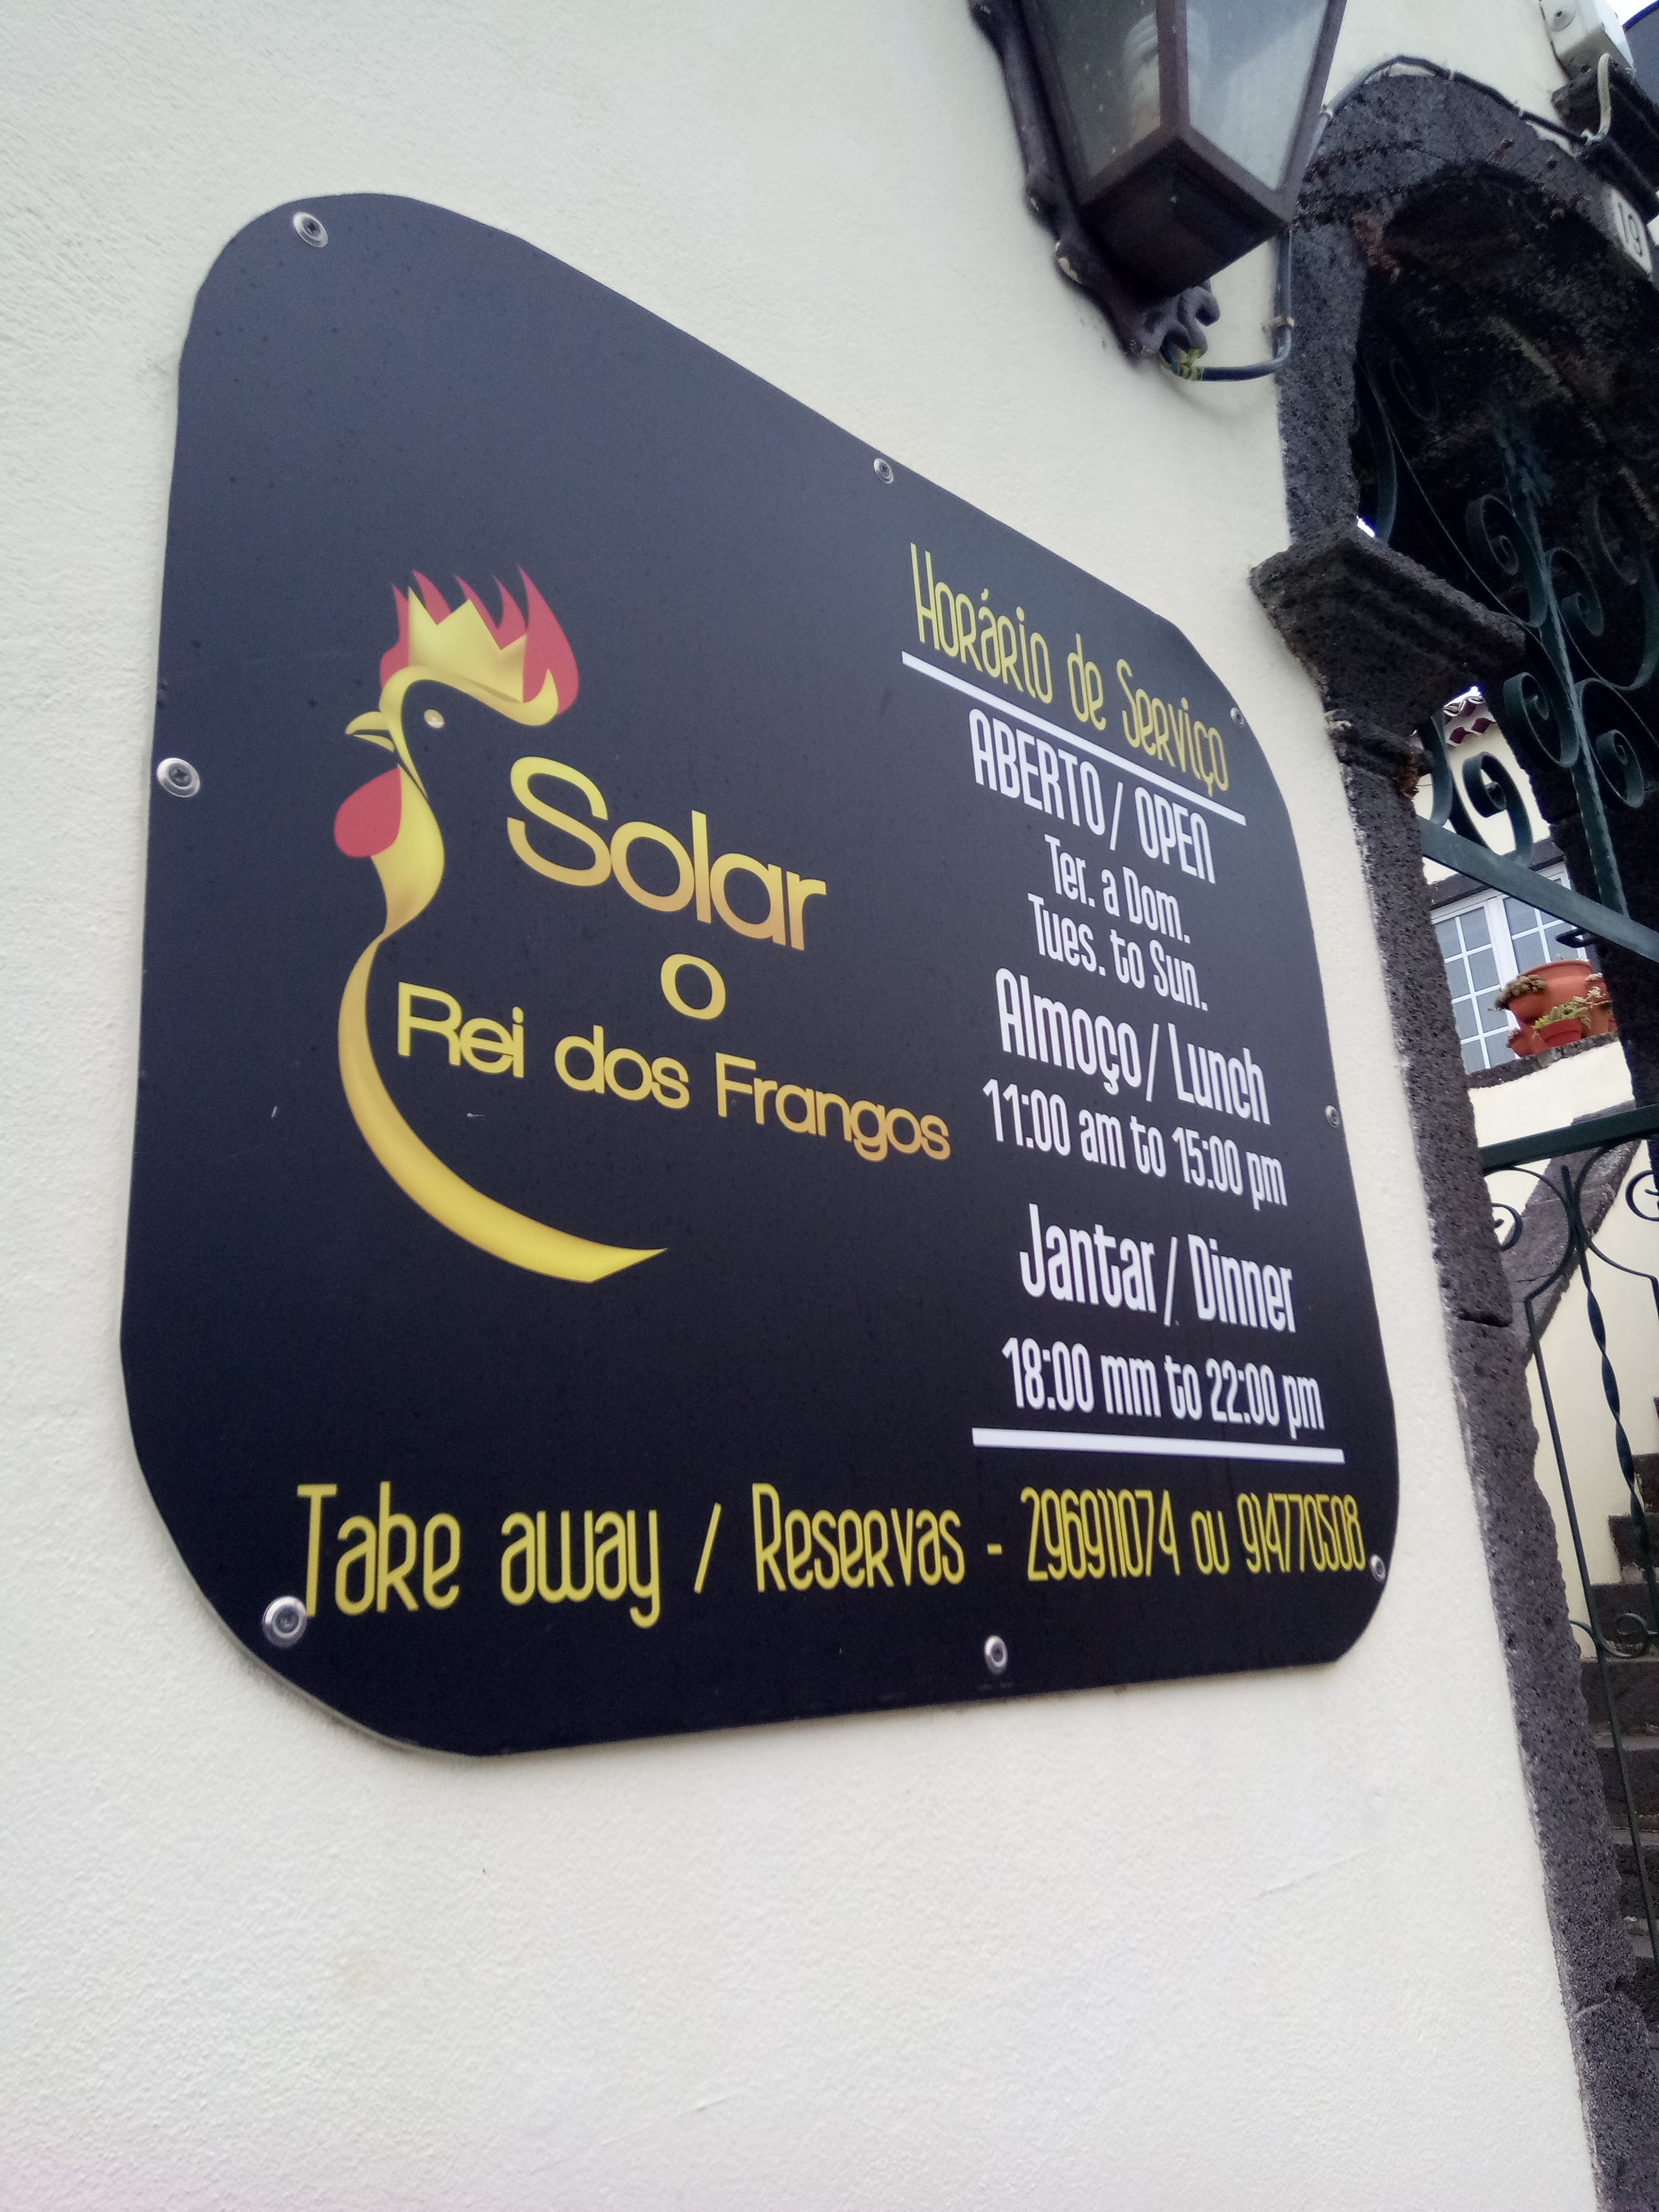 Solar
o
Rei dos Frangos
Horário de Serviço
ABERTO / OPEN
Ter. a Dom.
Tues. to Sun.
Almoço / Lunch
11:00 am to 15:00 pm
Jantar / Dinner
18:00 mm to 22:00 pm
Take away / Reservas - 296911074 ou 914770508
19